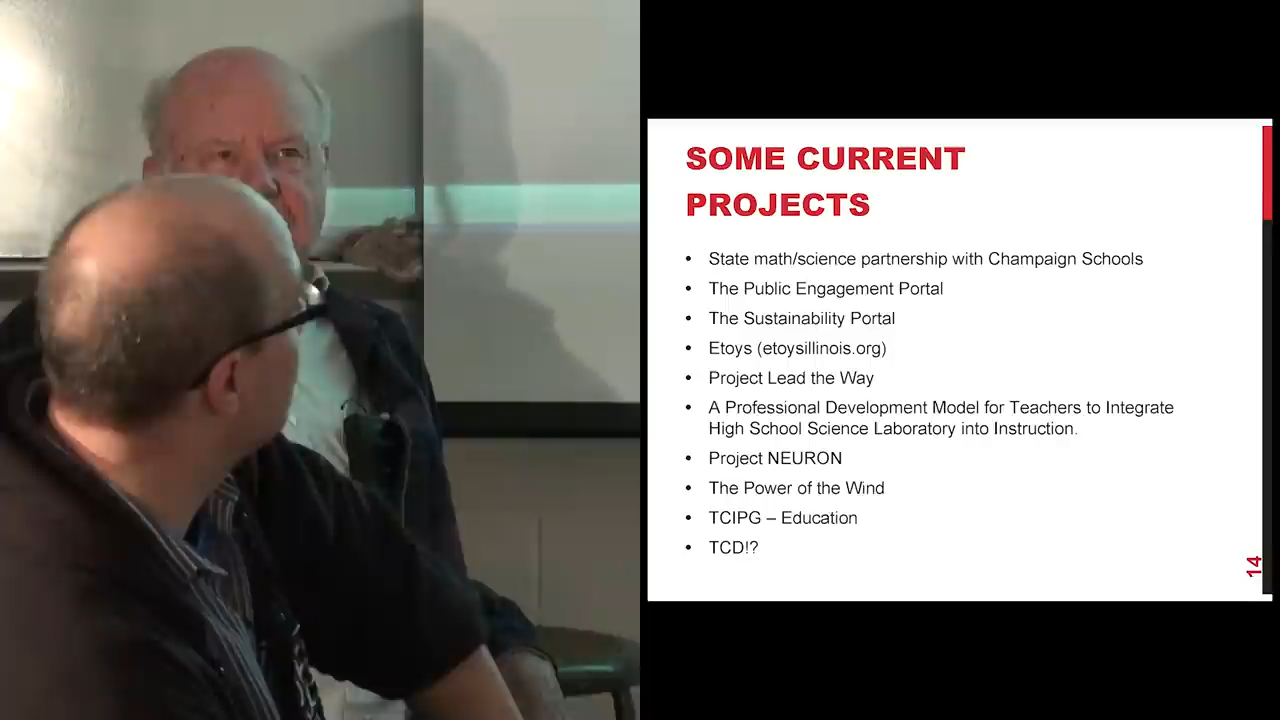 SOME CURRENT
PROJECTS
• State math/science partnership with Champaign Schools
• The Public Engagement Portal
• The Sustainability Portal
• Etoys (etoysillinois.org)
• Project Lead the Way
• A Professional Development Model for Teachers to Integrate
High School Science Laboratory into Instruction.
• Project NEURON
• The Power of the Wind
• TCIPG – Education
• TCD!?
14